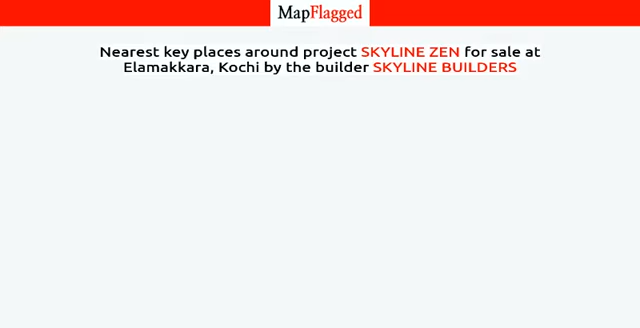 MapFlagged
Nearest key places around project SKYLINE ZEN for sale at
Elamakkara, Kochi by the builder SKYLINE BUILDERS